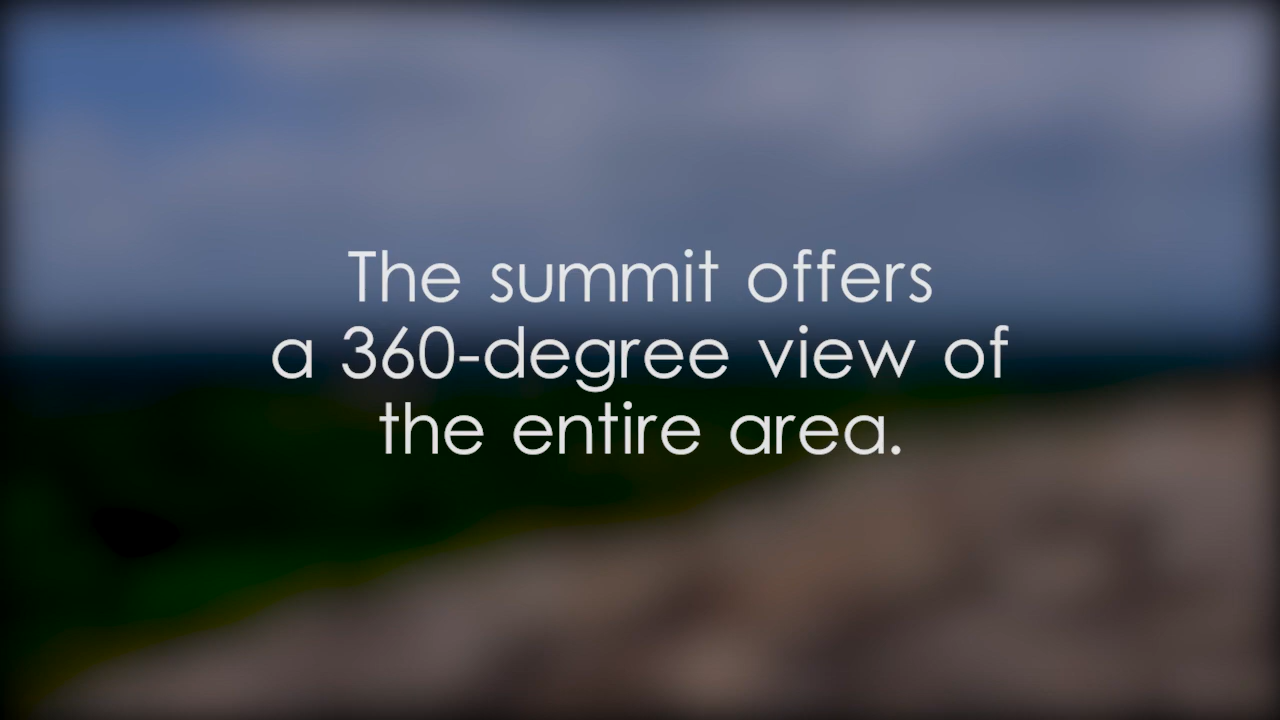 The summit offers
a 360-degree view of
the entire area.